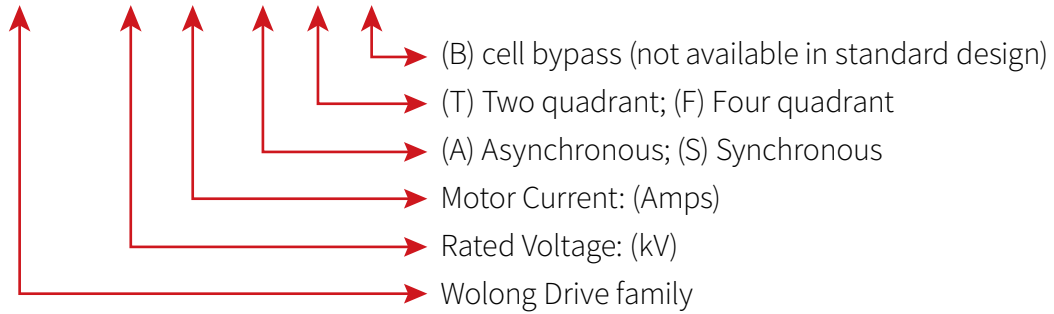 (B) cell bypass (not available in standard design)
(T) Two quadrant; (F) Four quadrant
(A) Asynchronous; (S) Synchronous
Motor Current: (Amps)
Rated Voltage: (kV)
Wolong Drive family